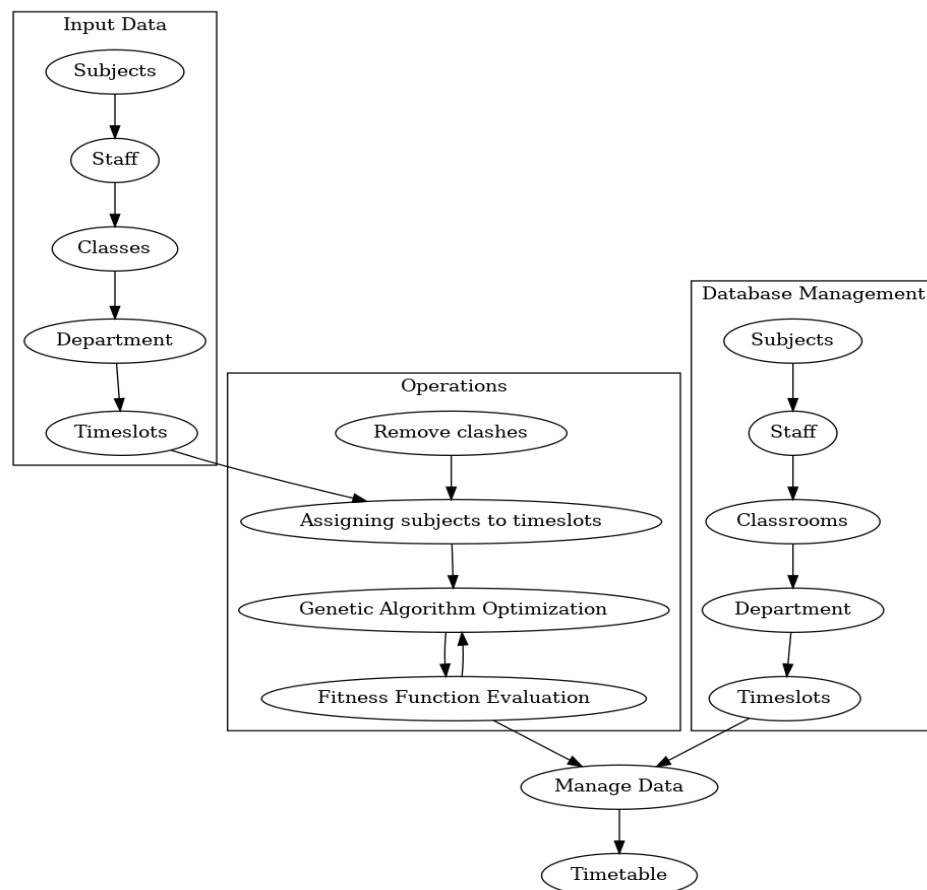 Input Data
Subjects
Staff
Classes
Department
Timeslots
Operations
Remove clashes
Assigning subjects to timeslots
Genetic Algorithm Optimization
Fitness Function Evaluation
Database Management
Subjects
Staff
Classrooms
Department
Timeslots
Manage Data
Timetable